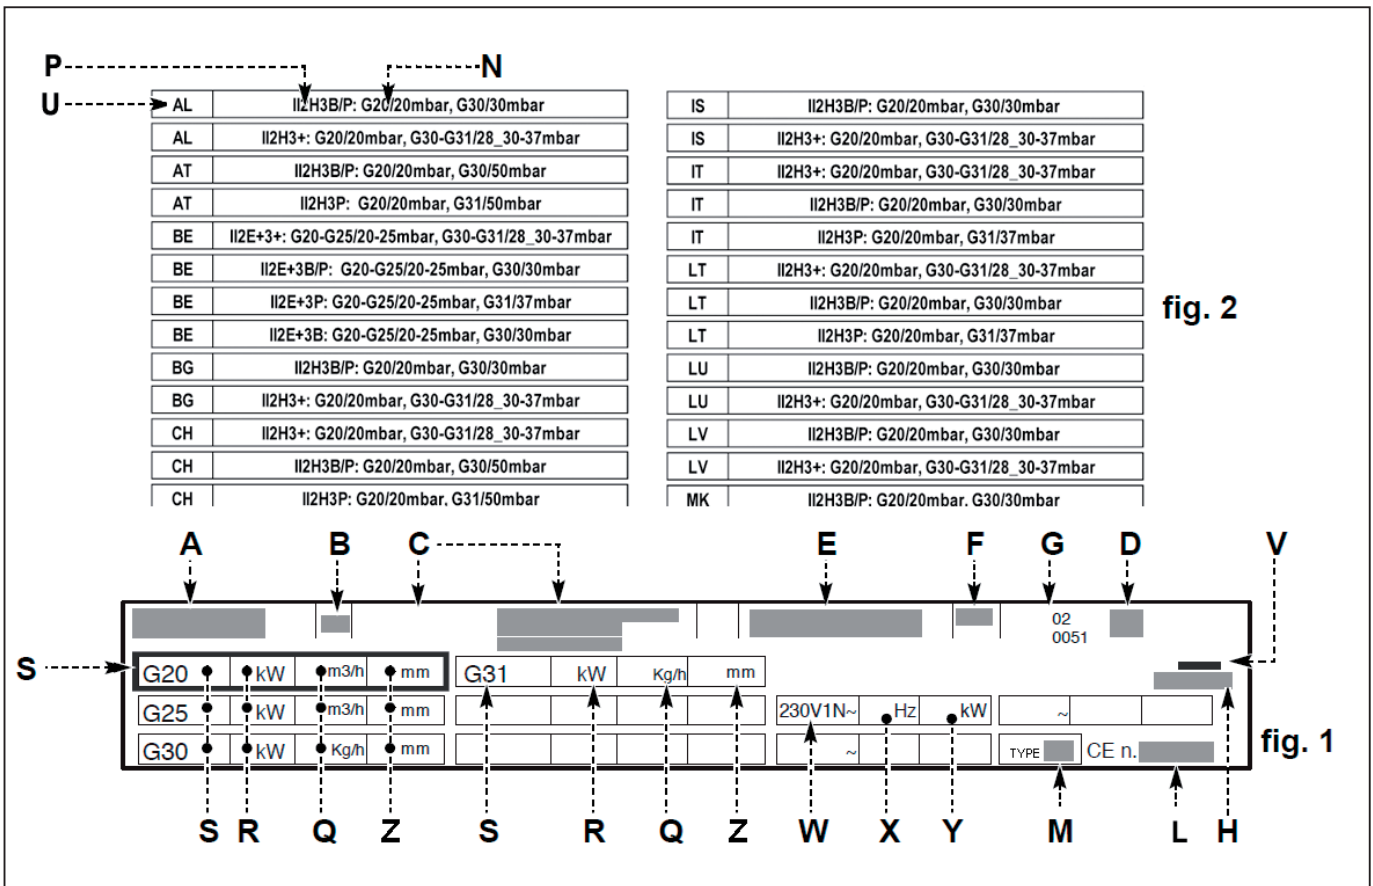 P N
U AL II2H3B/P: G20/20mbar, G30/30mbar
AL II2H3+: G20/20mbar, G30-G31/28_30-37mbar
AT II2H3B/P: G20/20mbar, G30/50mbar
AT II2H3P: G20/20mbar, G31/50mbar
BE II2E+3+: G20-G25/20-25mbar, G30-G31/28_30-37mbar
BE II2E+3B/P: G20-G25/20-25mbar, G30/30mbar
BE II2E+3P: G20-G25/20-25mbar, G31/37mbar
BE II2E+3B: G20-G25/20-25mbar, G30/30mbar
BG II2H3B/P: G20/20mbar, G30/30mbar
BG II2H3+: G20/20mbar, G30-G31/28_30-37mbar
CH II2H3+: G20/20mbar, G30-G31/28_30-37mbar
CH II2H3B/P: G20/20mbar, G30/50mbar
CH II2H3P: G20/20mbar, G31/50mbar
IS II2H3B/P: G20/20mbar, G30/30mbar
IS II2H3+: G20/20mbar, G30-G31/28_30-37mbar
IT II2H3+: G20/20mbar, G30-G31/28_30-37mbar
IT II2H3B/P: G20/20mbar, G30/30mbar
IT II2H3P: G20/20mbar, G31/37mbar
LT II2H3+: G20/20mbar, G30-G31/28_30-37mbar
LT II2H3B/P: G20/20mbar, G30/30mbar
LT II2H3P: G20/20mbar, G31/37mbar
LU II2H3B/P: G20/20mbar, G30/30mbar
LU II2H3+: G20/20mbar, G30-G31/28_30-37mbar
LV II2H3B/P: G20/20mbar, G30/30mbar
LV II2H3+: G20/20mbar, G30-G31/28_30-37mbar
MK II2H3B/P: G20/20mbar, G30/30mbar
fig. 2
A B C E F G D V
02
0051
S G20 kW m3/h mm G31 kW Kg/h mm
G25 kW m3/h mm 230V1N~ Hz kW ~
G30 kW Kg/h mm ~ TYPE CE n.
fig. 1
S R Q Z S R Q Z W X Y M L H